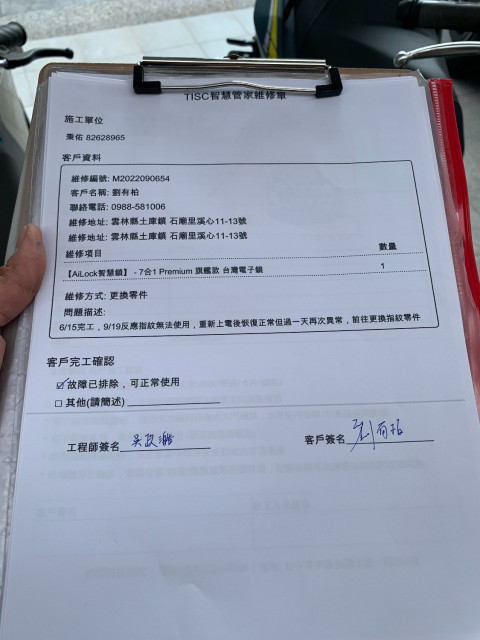 TISC智慧管家維修單
施工單位
秉佑 82628965
客戶資料
維修編號: M2022090654
客戶名稱: 劉有柏
聯絡電話: 0988-581006
維修地址: 雲林縣土庫鎮 石廟里溪心11-13號
維修地址: 雲林縣土庫鎮 石廟里溪心11-13號
維修項目 數量
【AiLock智慧鎖】 - 7合1 Premium 旗艦款 台灣電子鎖 1
維修方式: 更換零件
問題描述:
6/15完工，9/19反應指紋無法使用，重新上電後恢復正常但過一天再次異常，前往更換指紋零件
客戶完工確認
☑ 故障已排除，可正常使用
☐ 其他(請簡述)
工程師簽名 吳 客戶簽名 劉有柏